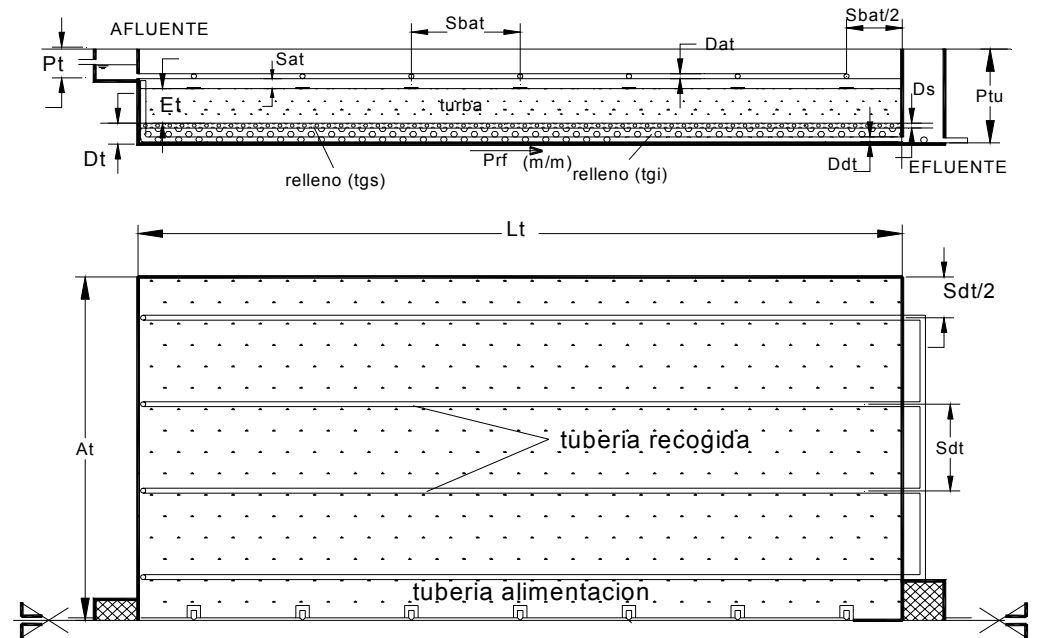 AFLUENTE
Sbat
Sbat/2
Pt
Sat
Dat
Et
turba
Ds
Ptu
Dt
Prf (m/m)
relleno (tgs)
relleno (tgi)
Ddt
EFLUENTE
Lt
Sdt/2
At
tuberia recogida
Sdt
tuberia alimentacion